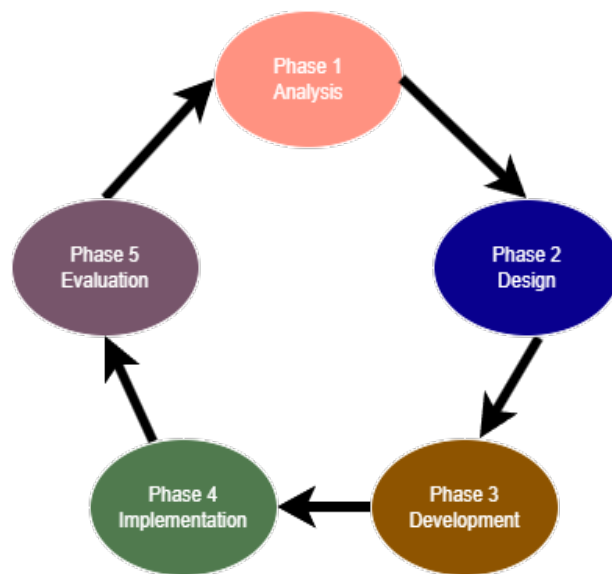 Phase 1
Analysis
Phase 2
Design
Phase 3
Development
Phase 4
Implementation
Phase 5
Evaluation